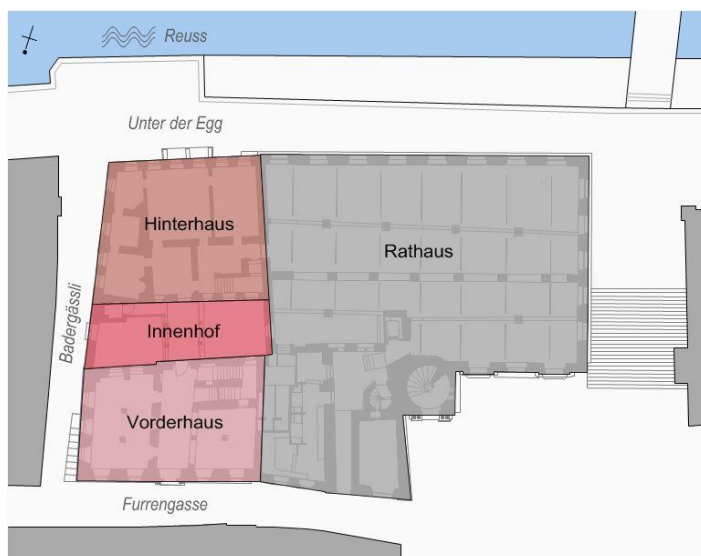 Reuss
Unter der Egg
Hinterhaus
Rathaus
Badergässli
Innenhof
Vorderhaus
Furrengasse